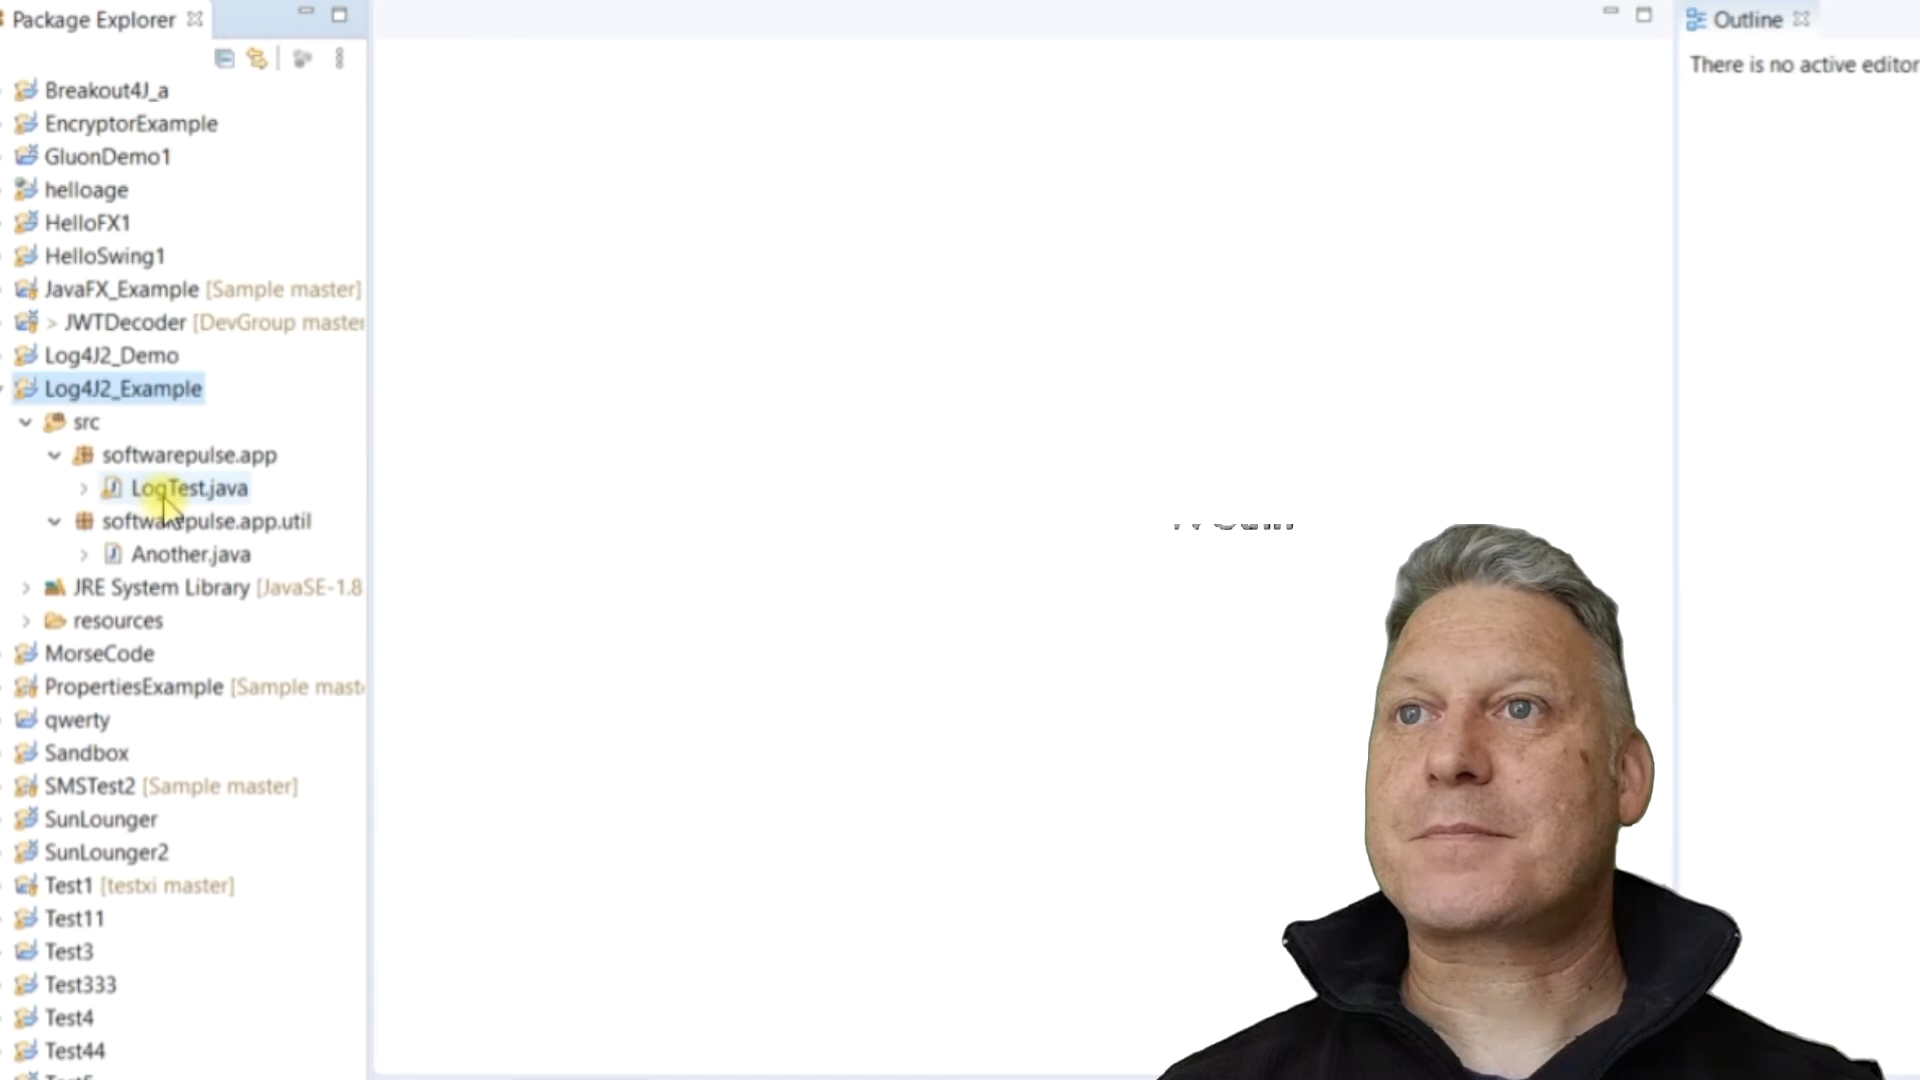 Package Explorer
Breakout4J_a
EncryptorExample
GluonDemo1
helloage
HelloFX1
HelloSwing1
JavaFX_Example [Sample master]
> JWTDecoder [DevGroup master
Log4J2_Demo
Log4J2_Example
src
softwarepulse.app
LogTest.java
softwarepulse.app.util
Another.java
JRE System Library [JavaSE-1.8
resources
MorseCode
PropertiesExample [Sample mast
qwerty
Sandbox
SMSTest2 [Sample master]
SunLounger
SunLounger2
Test1 [testxi master]
Test11
Test3
Test333
Test4
Test44
Outline
There is no active editor